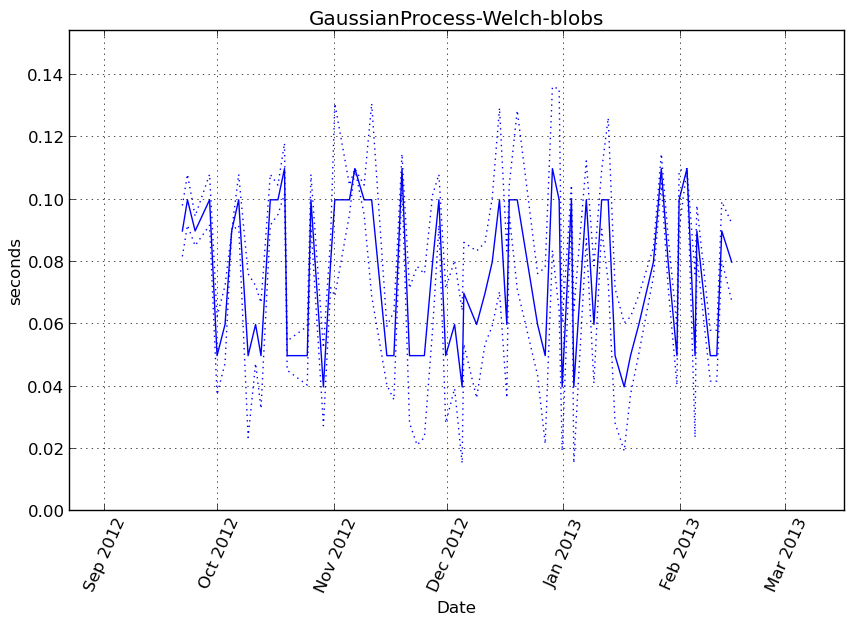 GaussianProcess-Welch-blobs
0.14
0.12
0.10
0.08
0.06
0.04
0.02
0.00
seconds
Sep 2012
Oct 2012
Nov 2012
Dec 2012
Jan 2013
Feb 2013
Mar 2013
Date